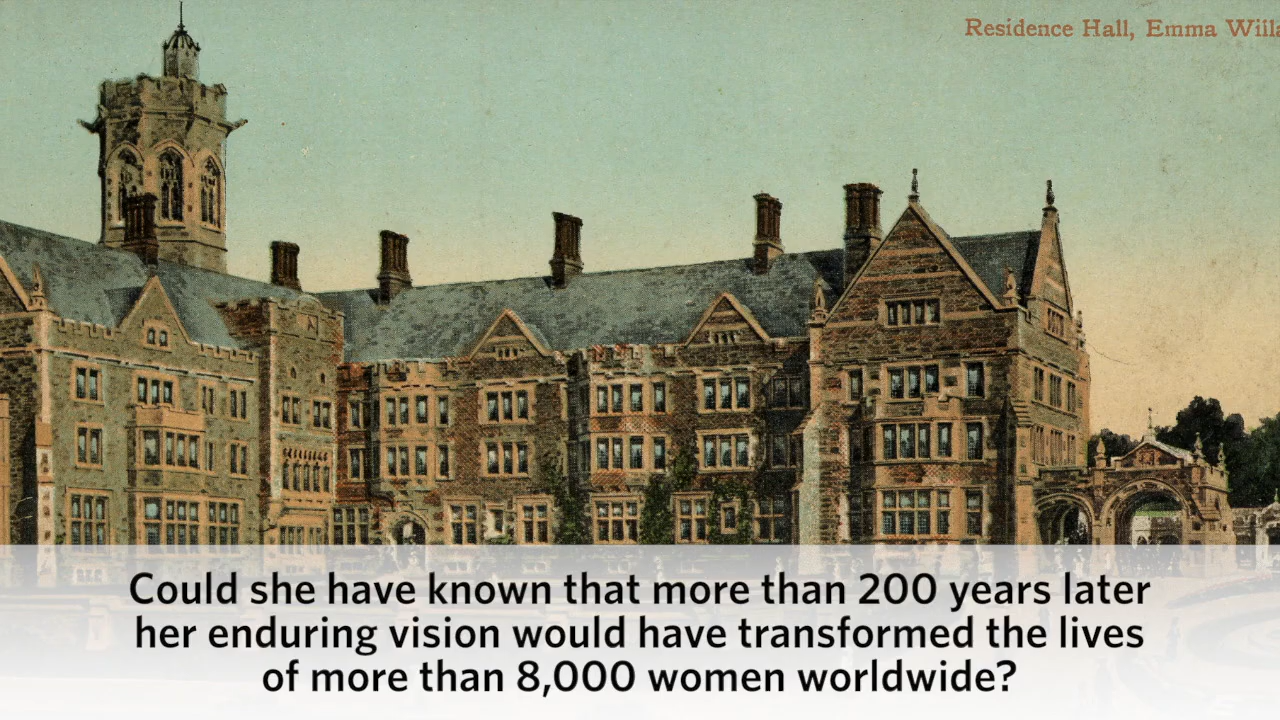 Residence Hall, Emma
Could she have known that more than 200 years later
her enduring vision would have transformed the lives
of more than 8,000 women worldwide?